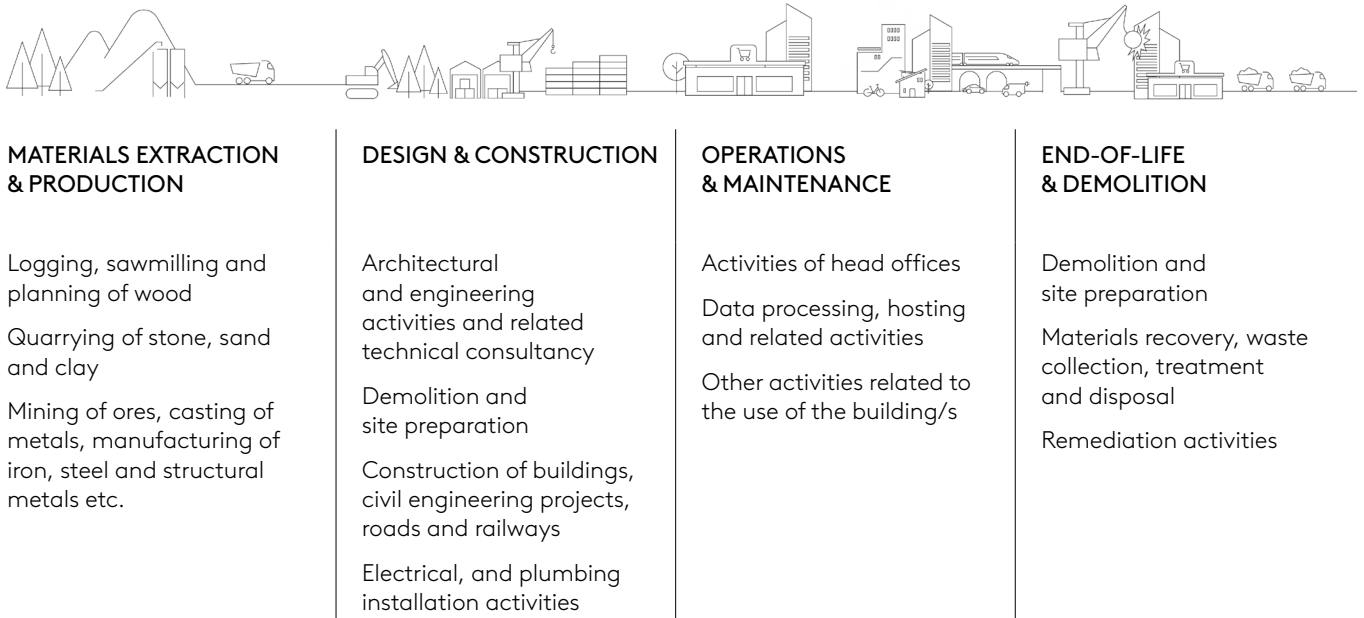 MATERIALS EXTRACTION
& PRODUCTION
Logging, sawmilling and
planning of wood
Quarrying of stone, sand
and clay
Mining of ores, casting of
metals, manufacturing of
iron, steel and structural
metals etc.
DESIGN & CONSTRUCTION
Architectural
and engineering
activities and related
technical consultancy
Demolition and
site preparation
Construction of buildings,
civil engineering projects,
roads and railways
Electrical, and plumbing
installation activities
OPERATIONS
& MAINTENANCE
Activities of head offices
Data processing, hosting
and related activities
Other activities related to
the use of the building/s
END-OF-LIFE
& DEMOLITION
Demolition and
site preparation
Materials recovery, waste
collection, treatment
and disposal
Remediation activities